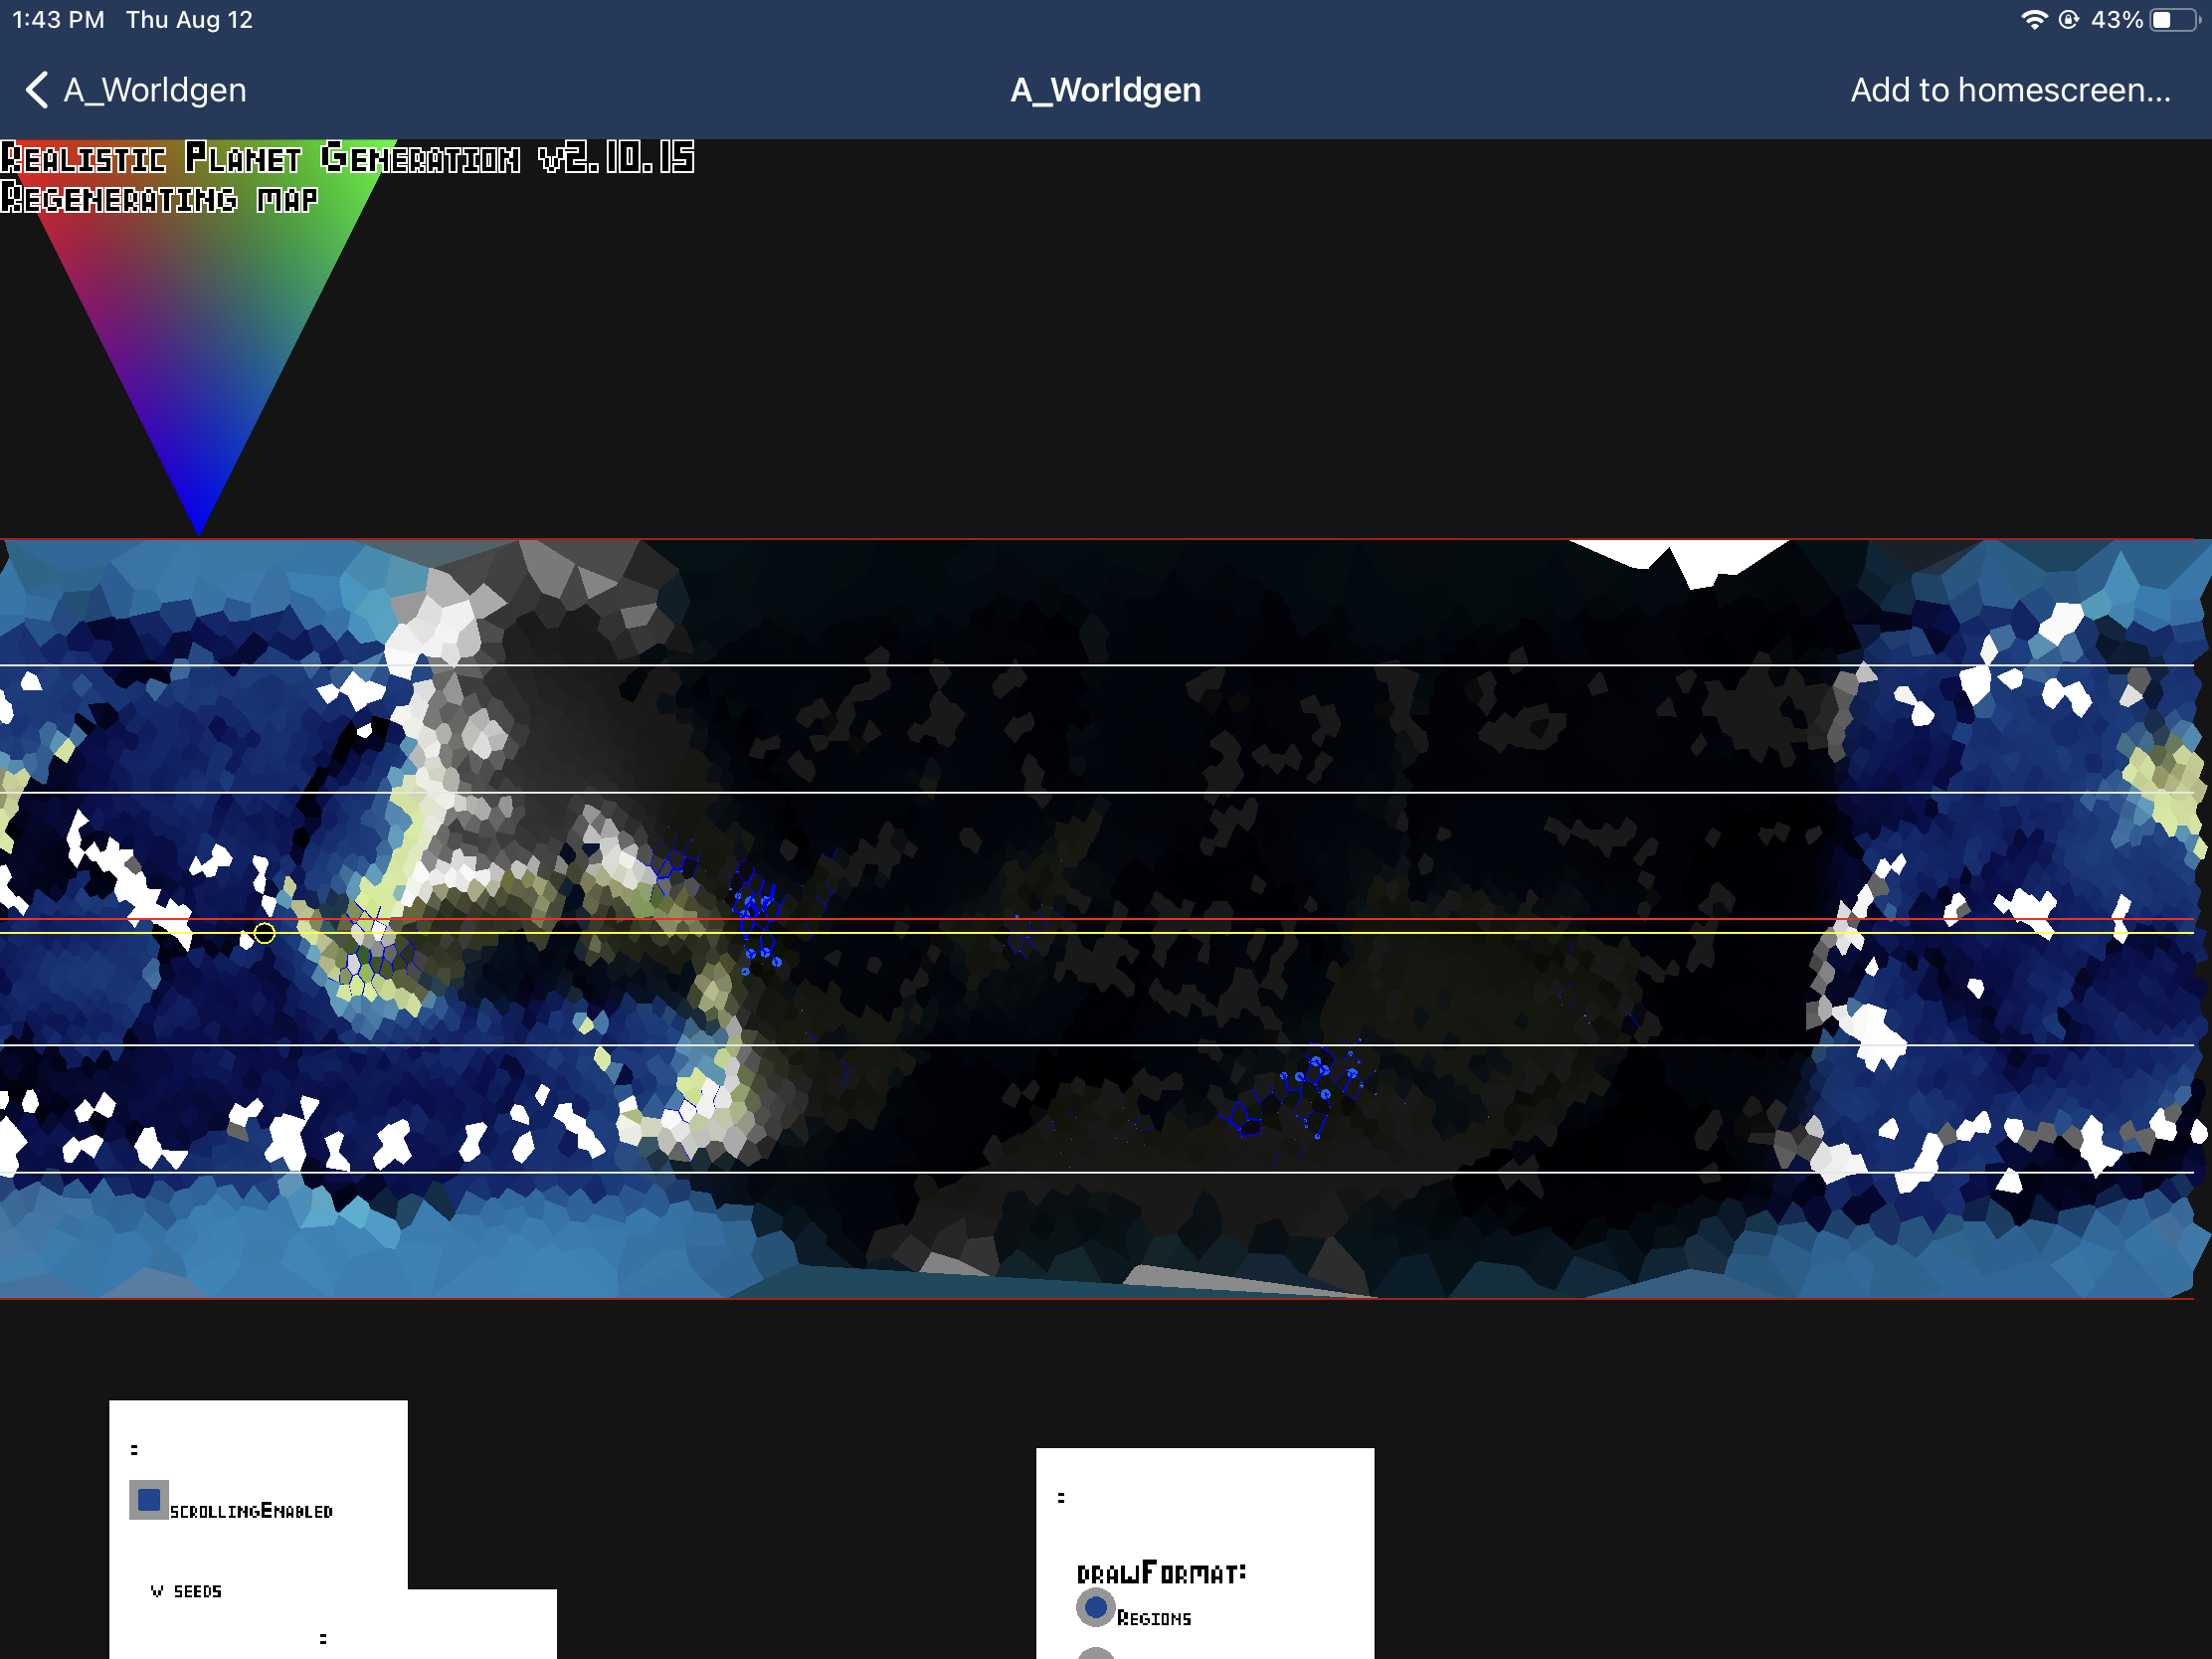 1:43 PM Thu Aug 12
43%
A_Worldgen
A_Worldgen
Add to homescreen...
Realistic Planet Generation v2.10.15
Regenerating map
=
scrollingEnabled
v seeds
=
=
drawFormat:
Regions